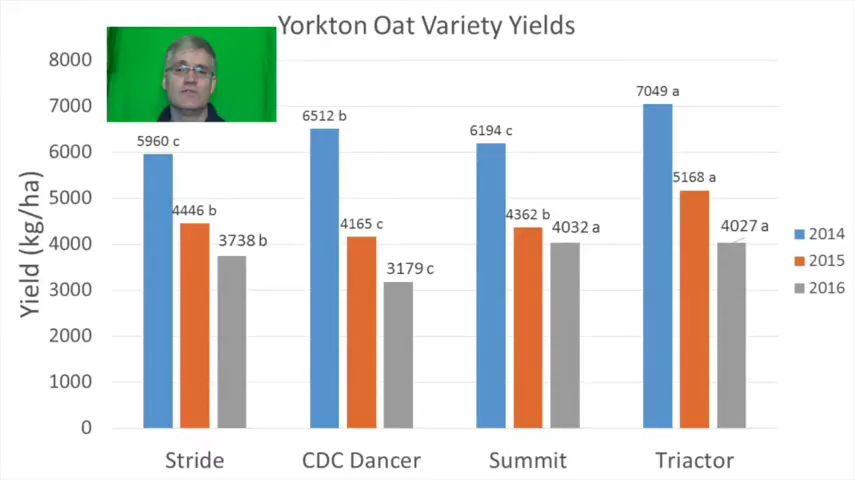 Yorkton Oat Variety Yields
Yield (kg/ha)
8000
7000
6000
5000
4000
3000
2000
1000
0
5960 c
4446 b
3738 b
6512 b
4165 c
3179 c
6194 c
4362 b
4032 a
7049 a
5168 a
4027 a
Stride
CDC Dancer
Summit
Triactor
2014
2015
2016